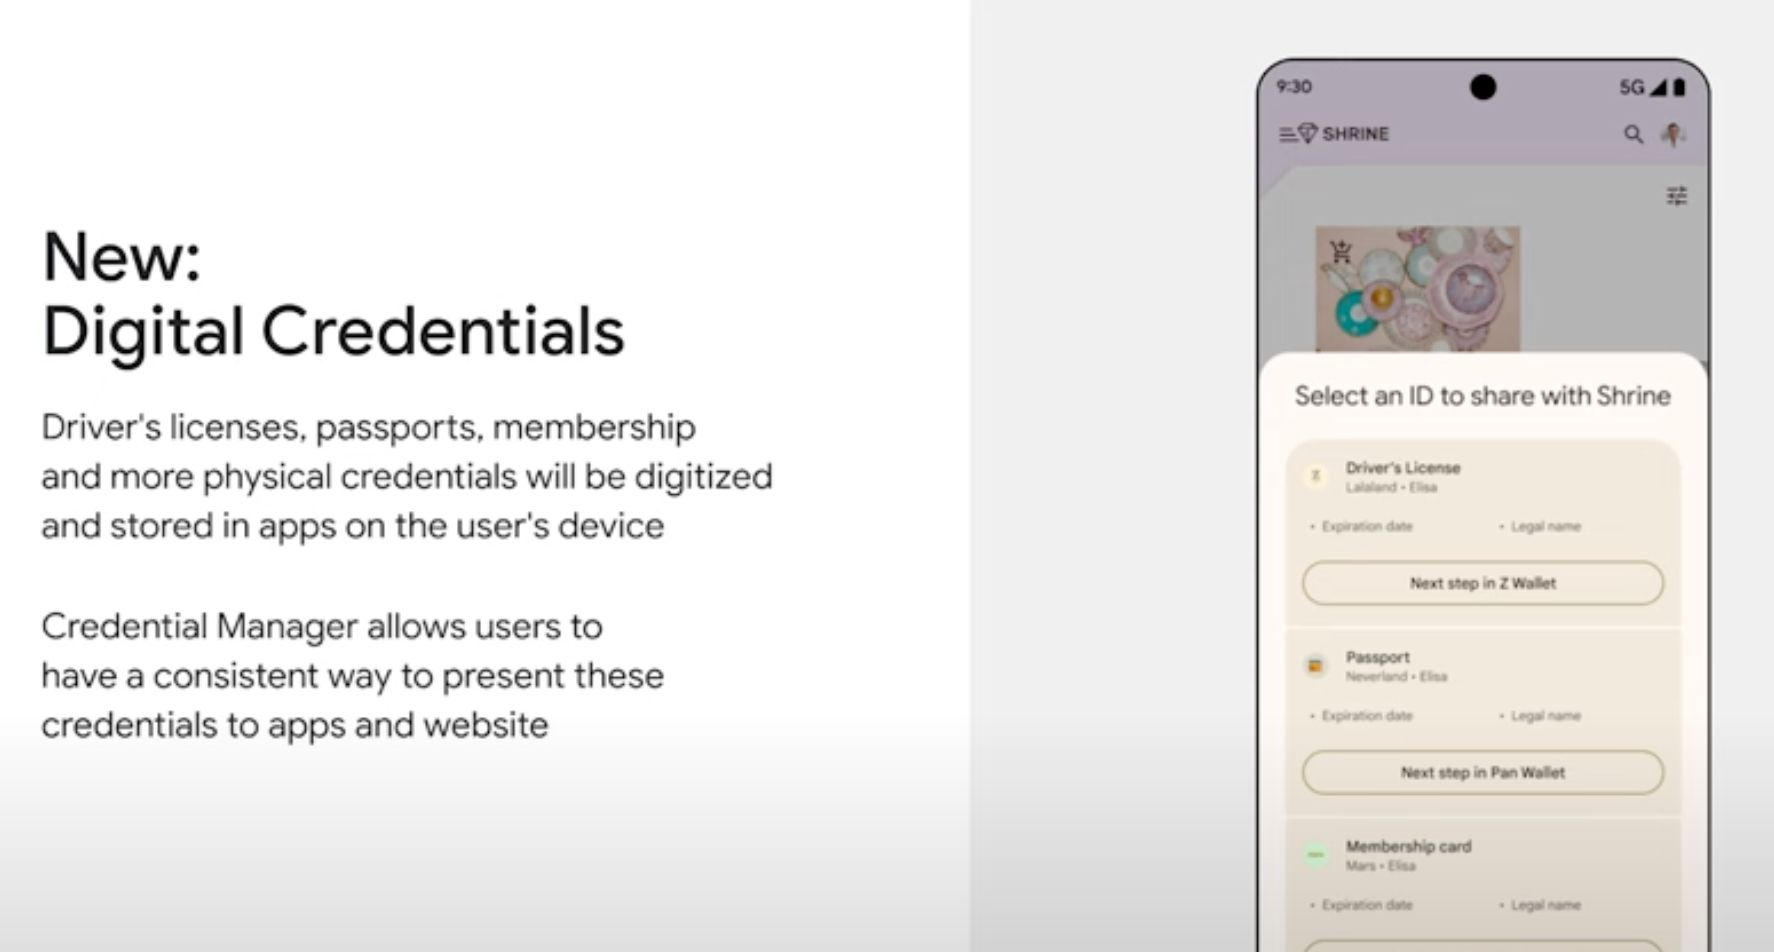 New:
Digital Credentials
Driver's licenses, passports, membership
and more physical credentials will be digitized
and stored in apps on the user's device
Credential Manager allows users to
have a consistent way to present these
credentials to apps and website
9:30 5G
SHRINE
Select an ID to share with Shrine
Z
Driver's License
Lalaland • Elisa
• Expiration date • Legal name
Next step in Z Wallet
Passport
Neverland • Elisa
• Expiration date • Legal name
Next step in Pan Wallet
Membership card
Mars • Elisa
• Expiration date • Legal name